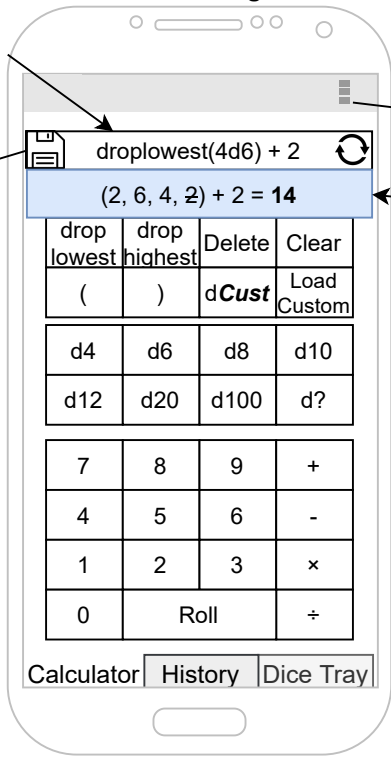 droplowest(4d6) + 2
(2, 6, 4, 2) + 2 = 14
drop lowest
drop highest
Delete
Clear
(
)
dCust
Load Custom
d4
d6
d8
d10
d12
d20
d100
d?
7
8
9
+
4
5
6
-
1
2
3
×
0
Roll
÷
Calculator
History
Dice Tray